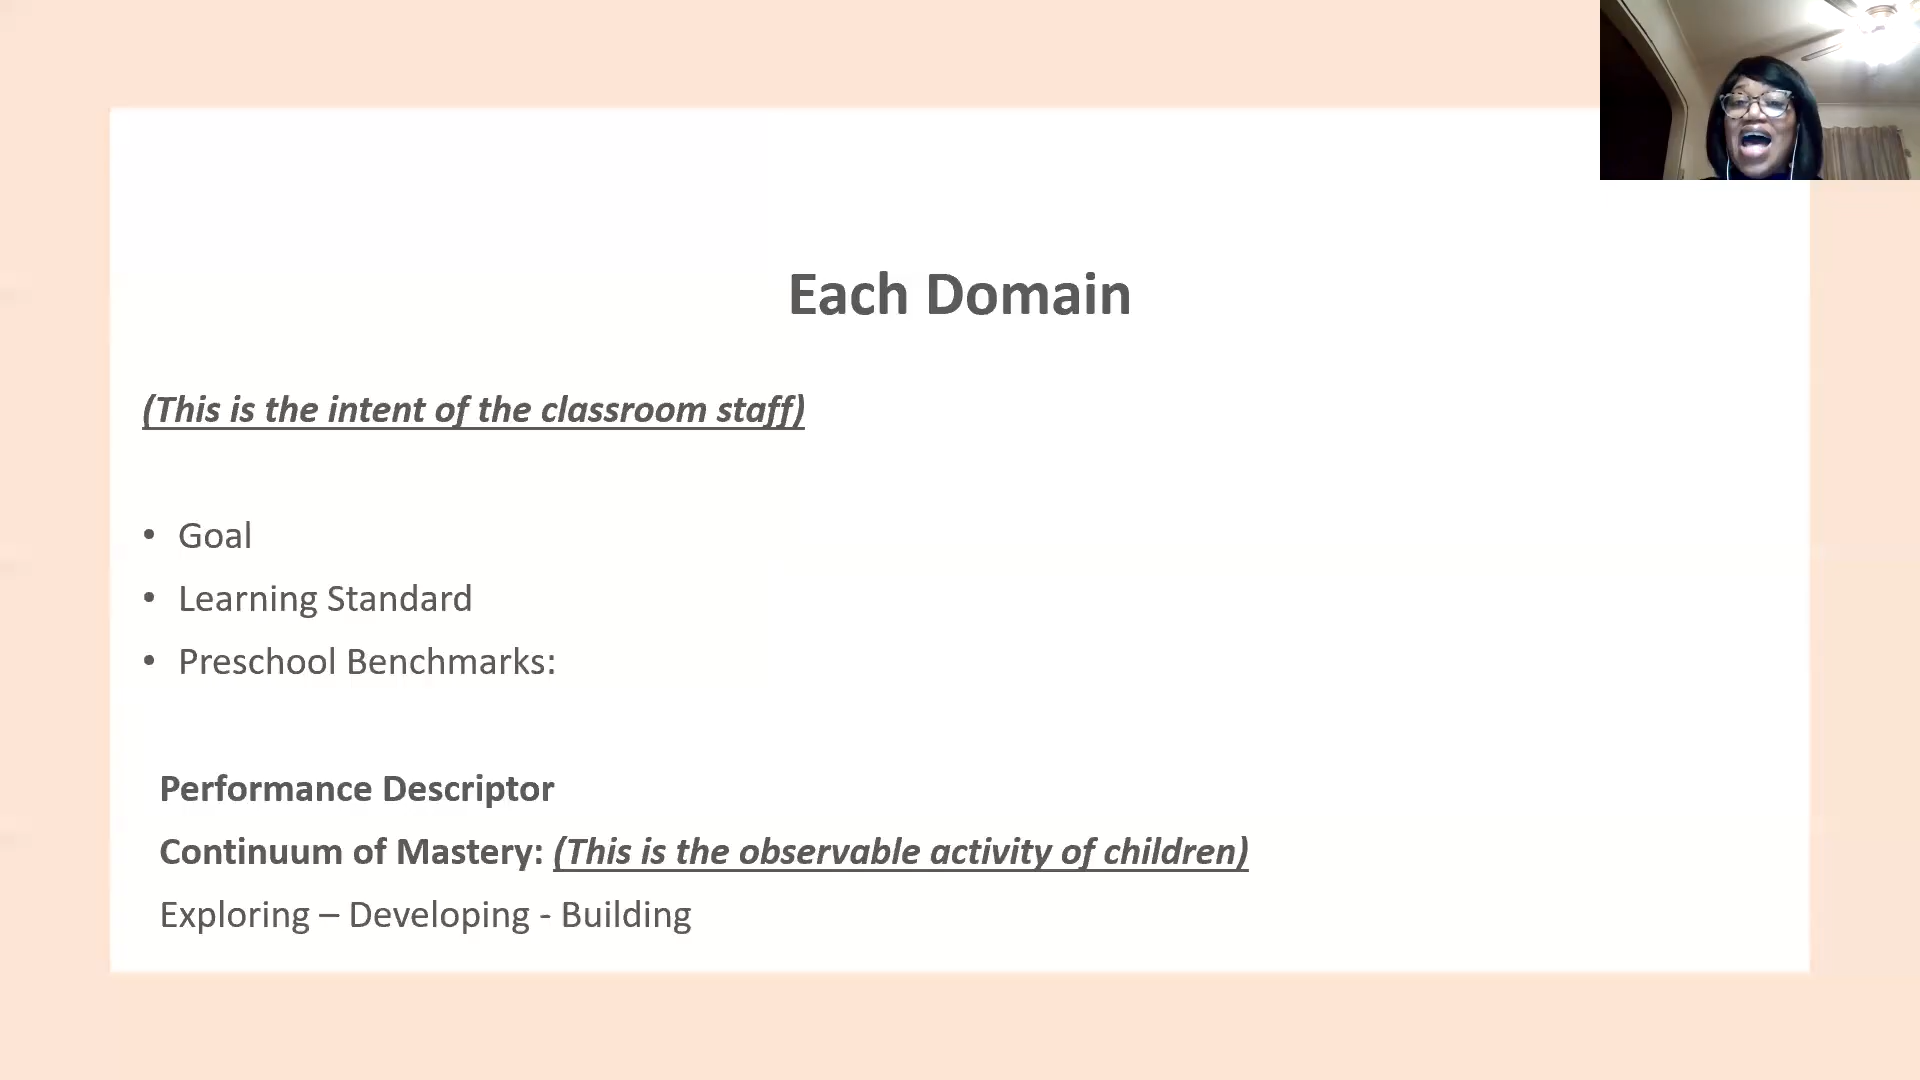 Each Domain
(This is the intent of the classroom staff)
• Goal
• Learning Standard
• Preschool Benchmarks:
Performance Descriptor
Continuum of Mastery: (This is the observable activity of children)
Exploring – Developing - Building